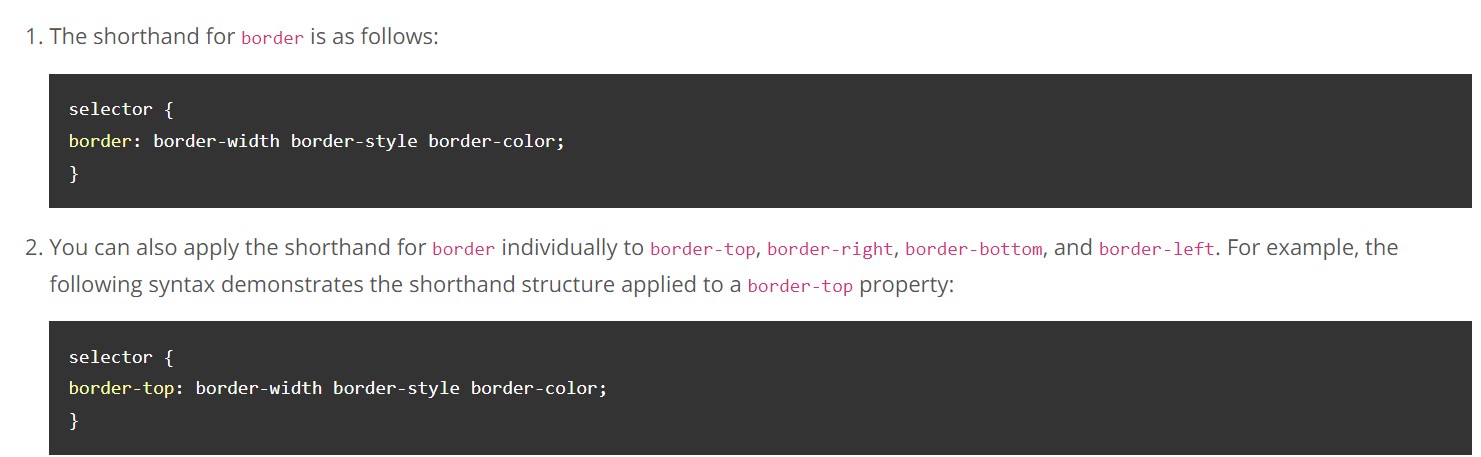 1. The shorthand for border is as follows:
selector {
border: border-width border-style border-color;
}
2. You can also apply the shorthand for border individually to border-top, border-right, border-bottom, and border-left. For example, the
following syntax demonstrates the shorthand structure applied to a border-top property:
selector {
border-top: border-width border-style border-color;
}